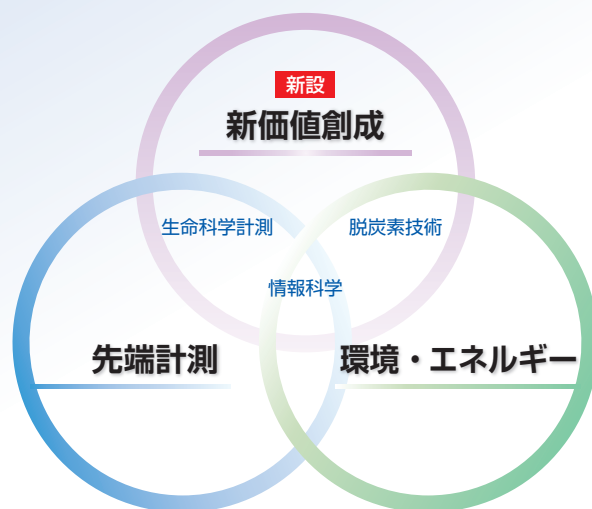 新設
新価値創成
生命科学計測
脱炭素技術
情報科学
先端計測
環境・エネルギー